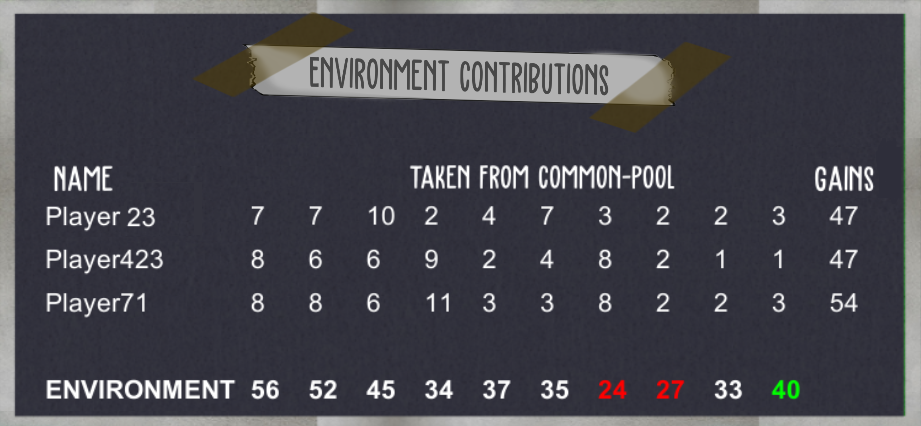 ENVIRONMENT CONTRIBUTIONS
NAME TAKEN FROM COMMON-POOL GAINS
Player 23 7 7 10 2 4 7 3 2 2 3 47
Player423 8 6 6 9 2 4 8 2 1 1 47
Player71 8 8 6 11 3 3 8 2 2 3 54
ENVIRONMENT 56 52 45 34 37 35 24 27 33 40